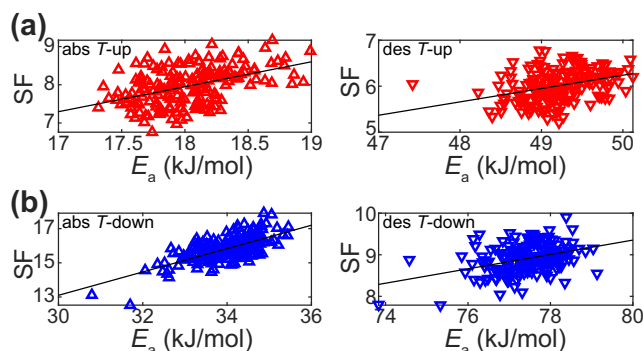 (a)
abs T-up
SF
9
8
7
17
17.5
18
18.5
19
Ea (kJ/mol)
des T-up
SF
7
6
5
47
48
49
50
Ea (kJ/mol)
(b)
abs T-down
SF
17
15
13
30
32
34
36
Ea (kJ/mol)
des T-down
SF
10
9
8
74
76
78
80
Ea (kJ/mol)